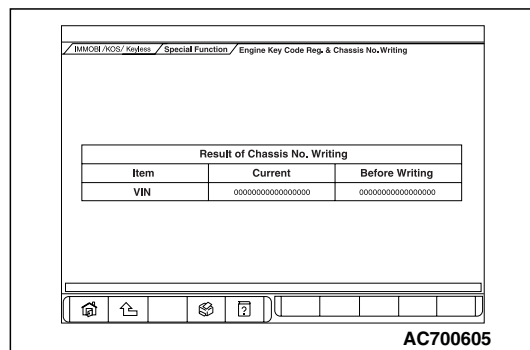 IMMOBI /KOS/ Keyless / Special Function / Engine Key Code Reg. & Chassis No.Writing
Result of Chassis No. Writing
Item Current Before Writing
VIN 00000000000000000 00000000000000000
?
AC700605